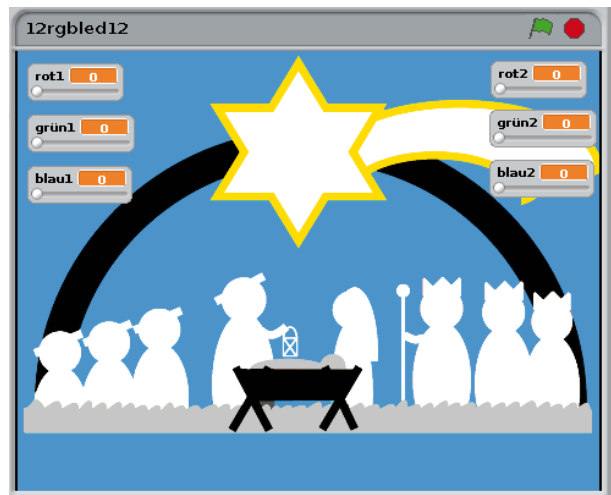 12rgbled12
rot1 0
rot2 0
grün1 0
grün2 0
blau1 0
blau2 0